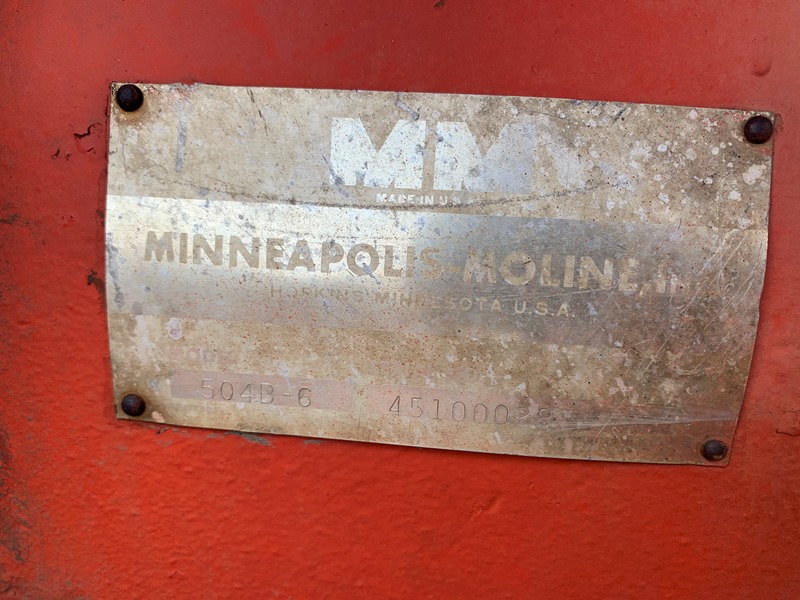 MM
MADE IN U.S.A.
MINNEAPOLIS-MOLINE, I
HOPKINS, MINNESOTA U.S.A.
504B-6 451000